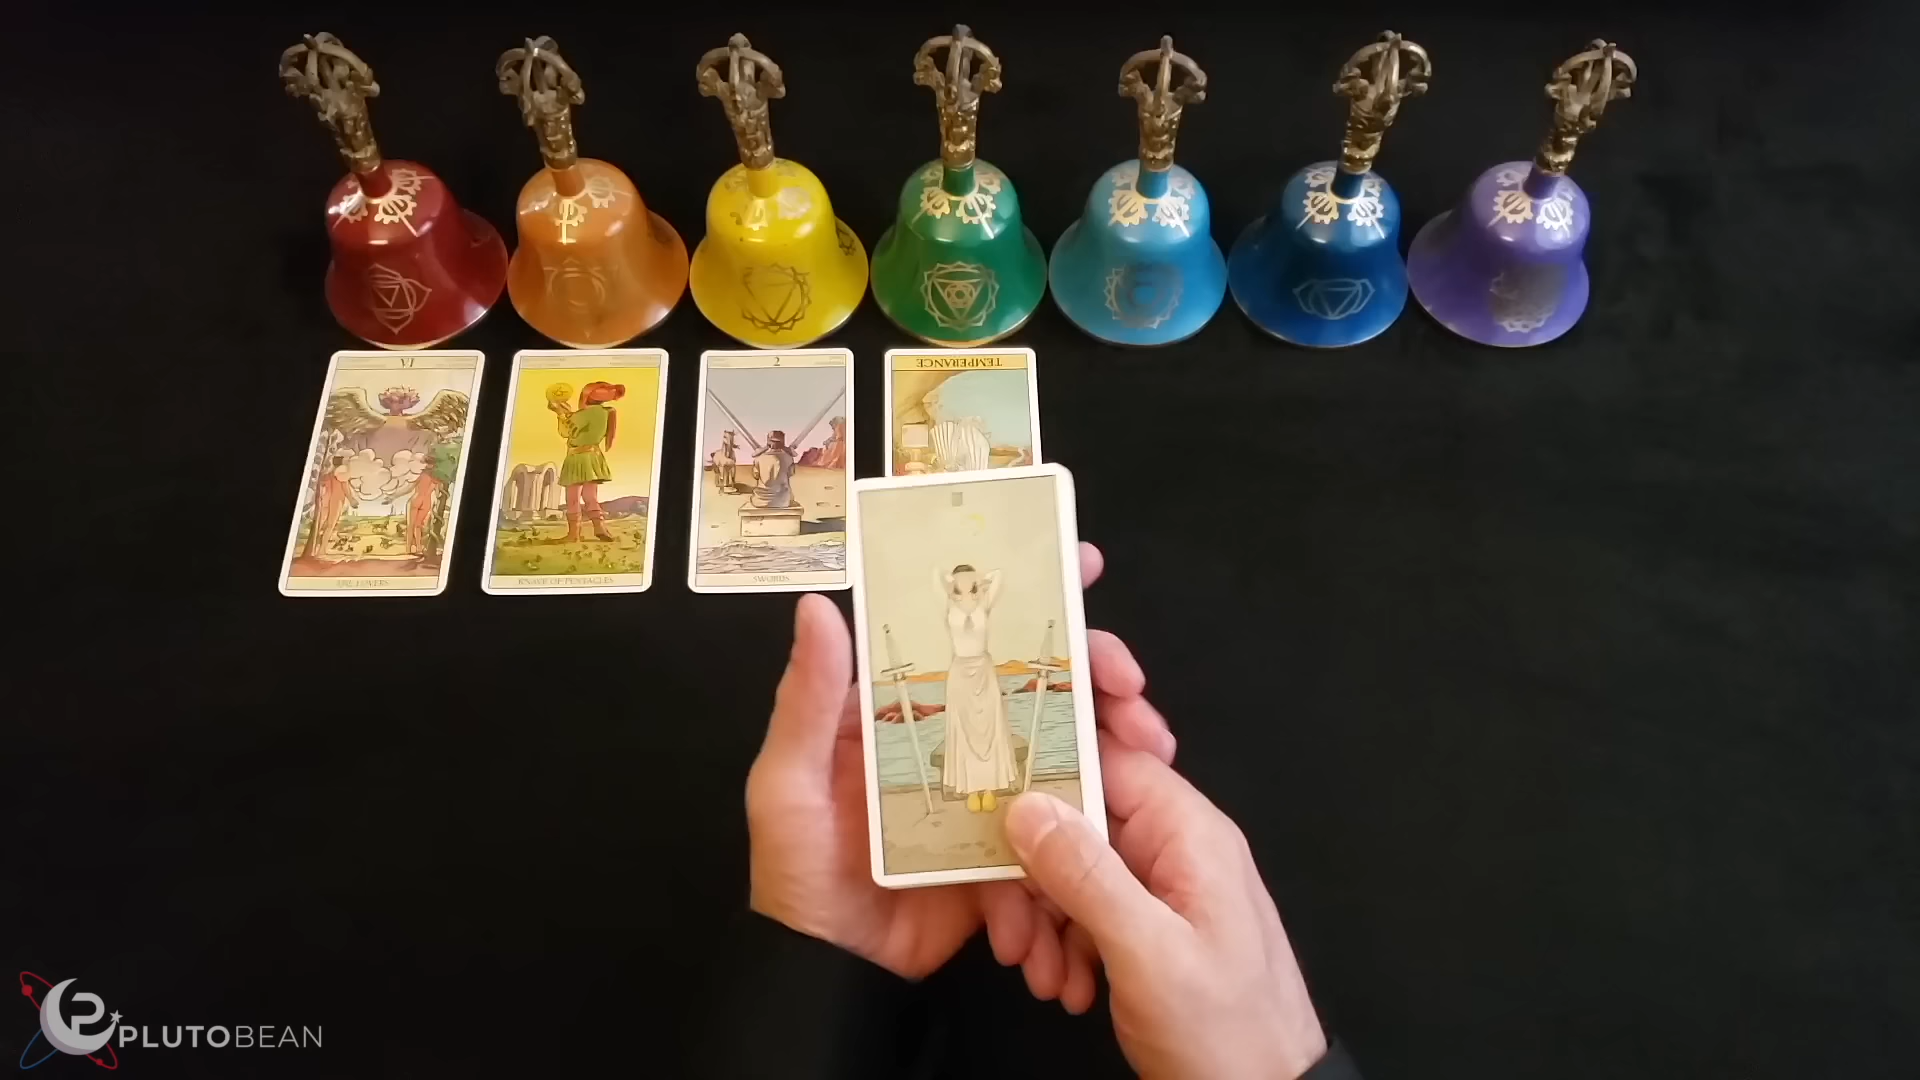 VI
THE LOVERS
KNAVE OF PENTACLES
2
SWORDS
TEMPERANCE
PLUTOBEAN